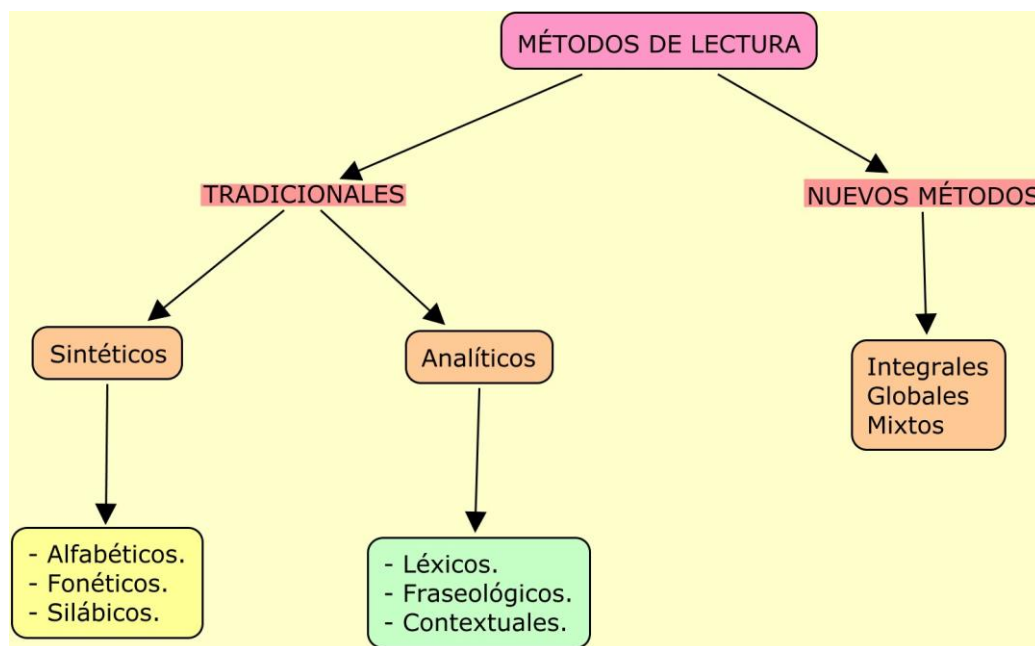 MÉTODOS DE LECTURA
TRADICIONALES
NUEVOS MÉTODOS
Sintéticos
Analíticos
Integrales
Globales
Mixtos
- Alfabéticos.
- Fonéticos.
- Silábicos.
- Léxicos.
- Fraseológicos.
- Contextuales.